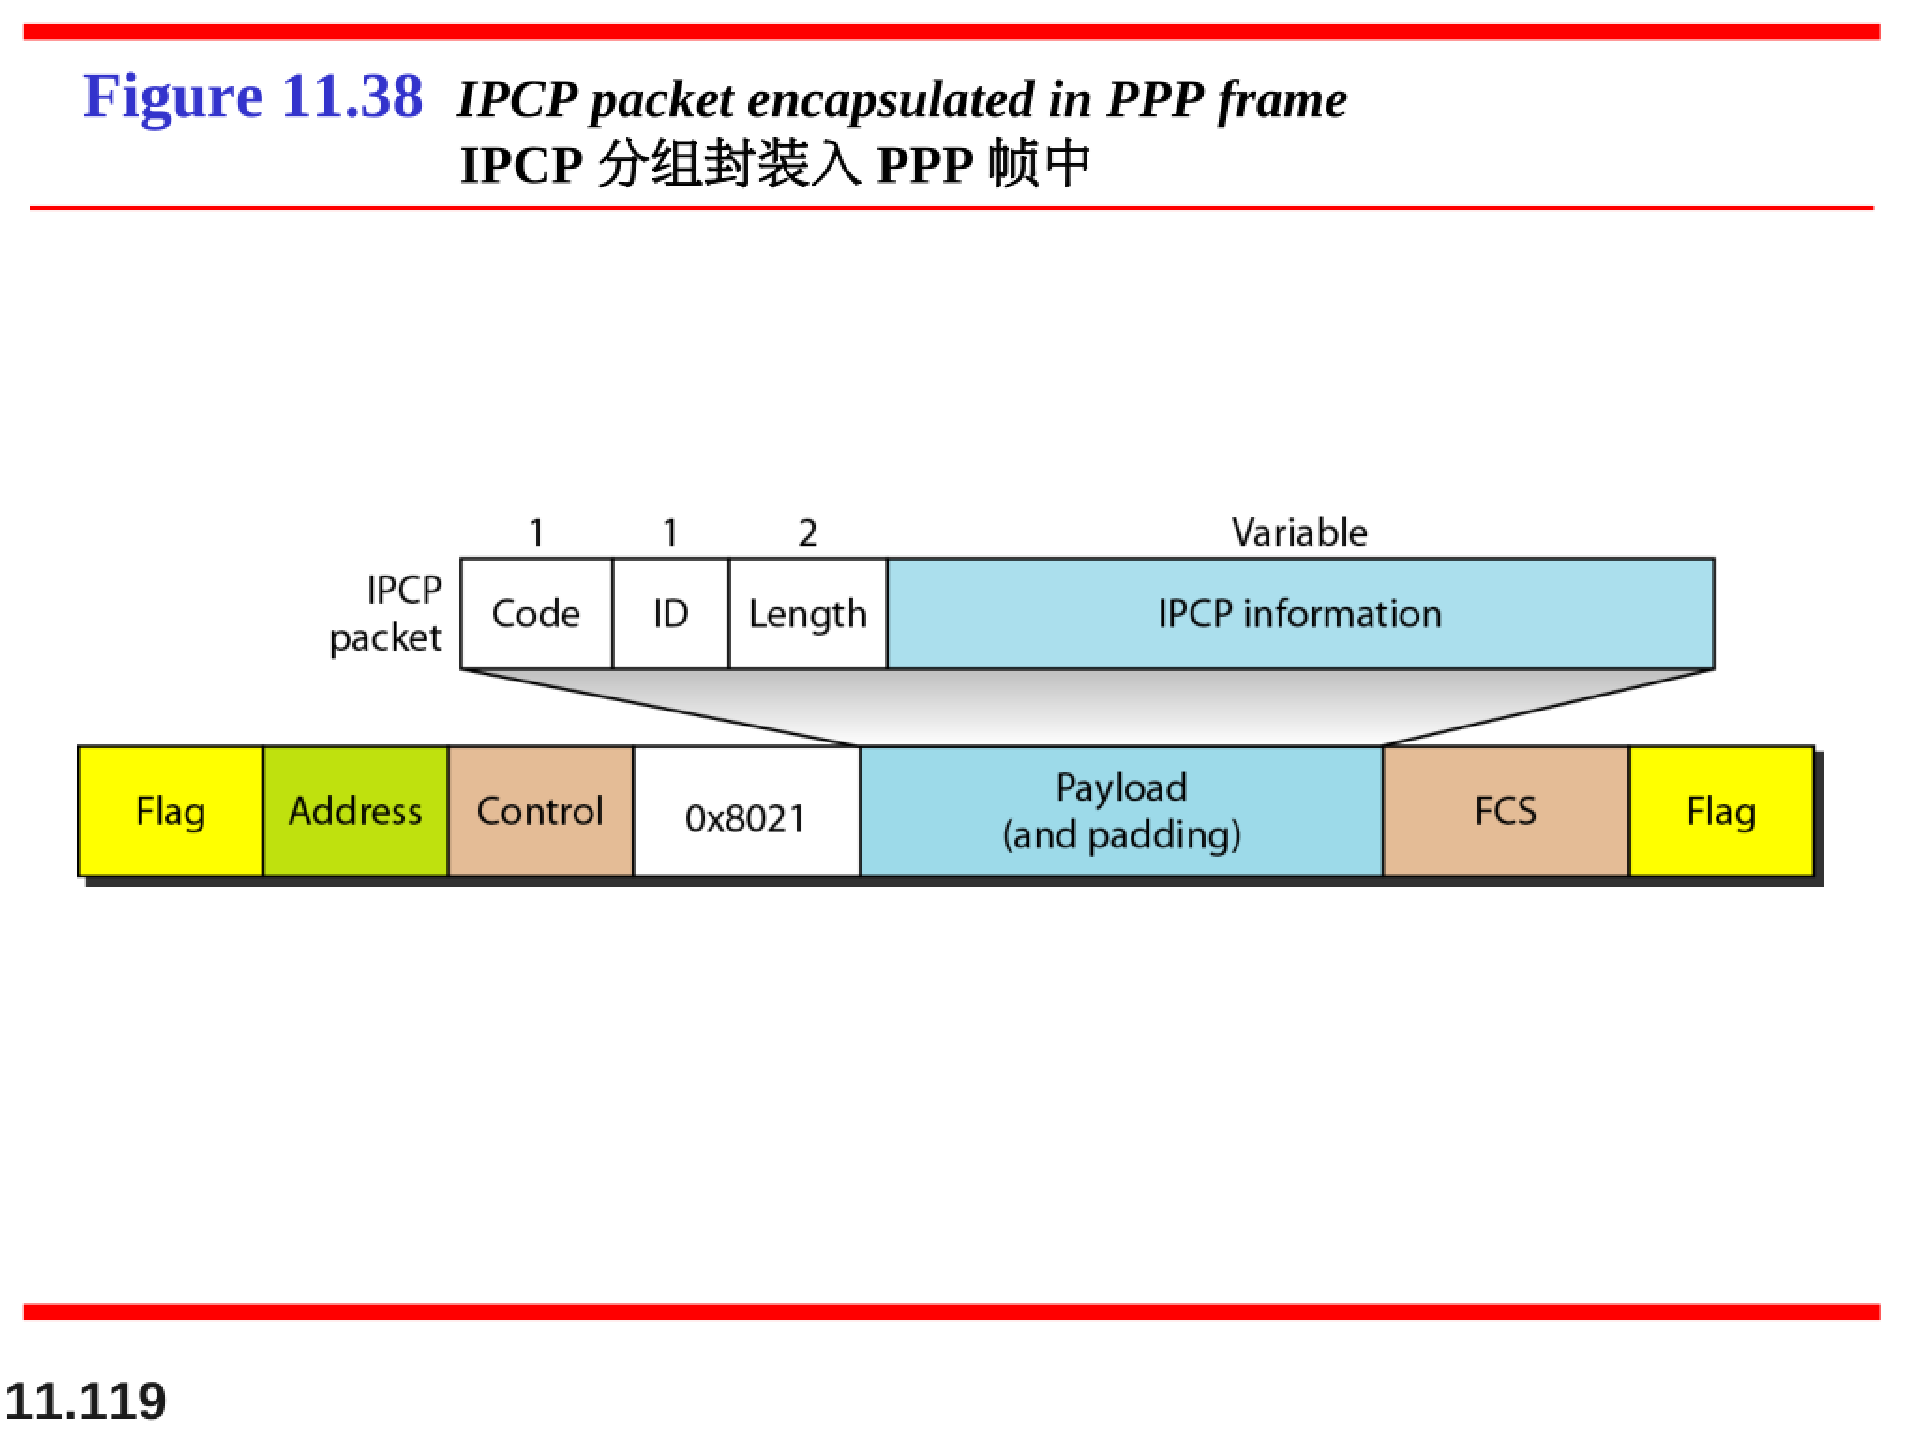 Figure 11.38 IPCP packet encapsulated in PPP frame
IPCP 分组封装入 PPP 帧中
1 1 2 Variable
IPCP
packet
Code ID Length IPCP information
Flag Address Control 0x8021 Payload
(and padding) FCS Flag
11.119